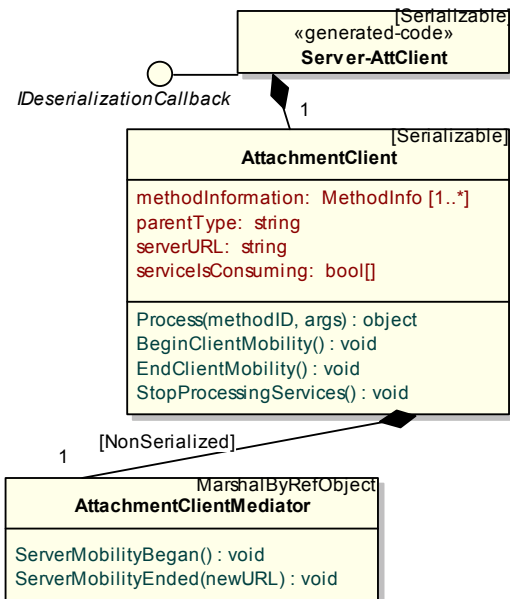 [Serializable]
«generated-code»
Server-AttClient
IDeserializationCallback
1
[Serializable]
AttachmentClient
methodInformation: MethodInfo [1..*]
parentType: string
serverURL: string
serviceIsConsuming: bool[]
Process(methodID, args) : object
BeginClientMobility() : void
EndClientMobility() : void
StopProcessingServices() : void
[NonSerialized]
1
MarshalByRefObject
AttachmentClientMediator
ServerMobilityBegan() : void
ServerMobilityEnded(newURL) : void